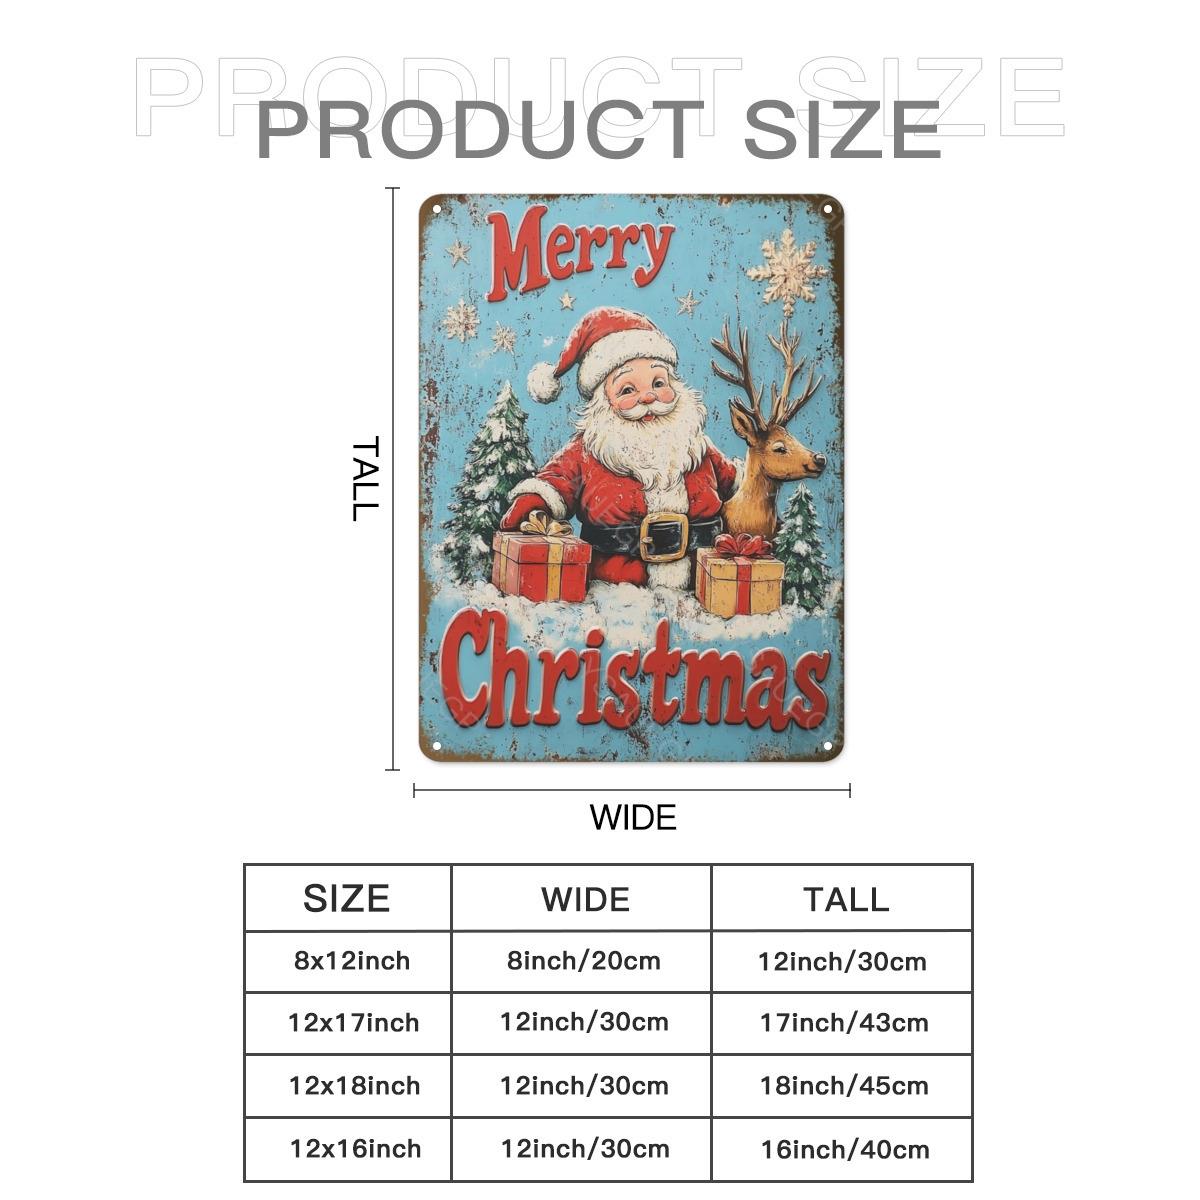 PRODUCT SIZE
PRODUCT SIZE
Merry
Christmas
TALL
WIDE
SIZE WIDE TALL
8x12inch 8inch/20cm 12inch/30cm
12x17inch 12inch/30cm 17inch/43cm
12x18inch 12inch/30cm 18inch/45cm
12x16inch 12inch/30cm 16inch/40cm